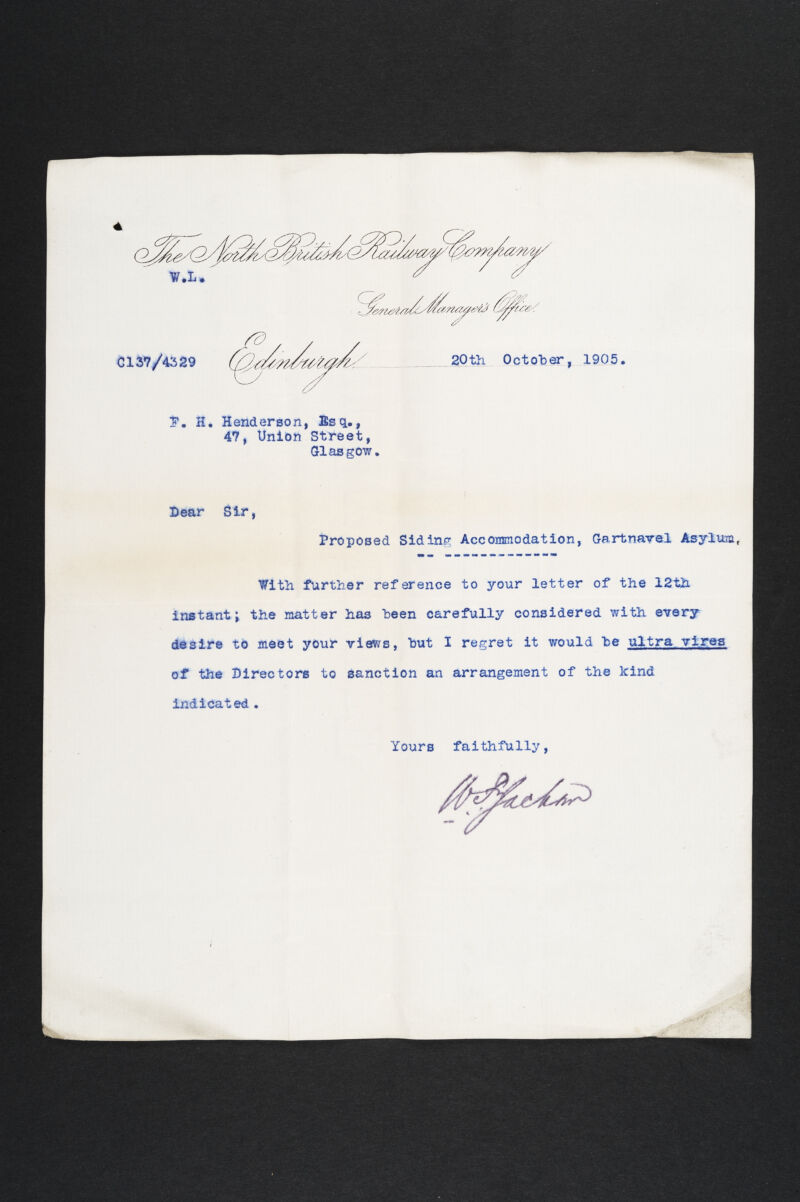 The North British Railway Company
W.L.
General Manager's Office.
C137/4329 Edinburgh 20th October, 1905.
F. H. Henderson, Esq.,
47, Union Street,
Glasgow.
Dear Sir,
Proposed Siding Accommodation, Gartnavel Asylum,
With further reference to your letter of the 12th
instant; the matter has been carefully considered with every
desire to meet your views, but I regret it would be ultra vires
of the Directors to sanction an arrangement of the kind
indicated.
Yours faithfully,
W. F. Jackson